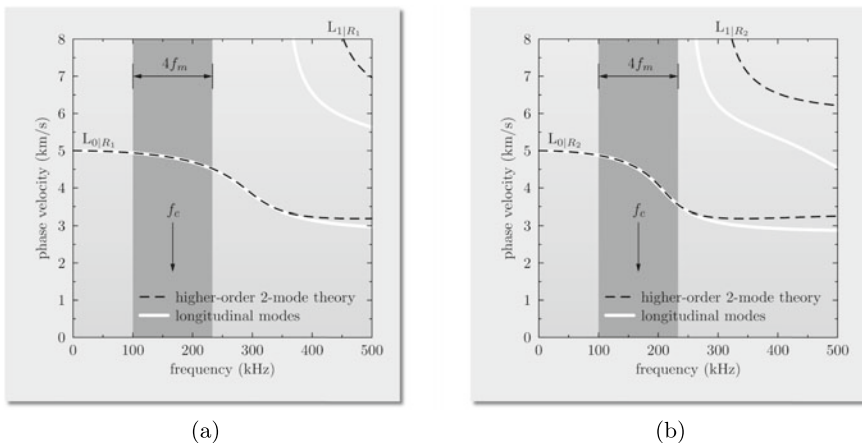 L1|R1
8
7
6
5
4
3
2
1
0
phase velocity (km/s)
4fm
L0|R1
fc
higher-order 2-mode theory
longitudinal modes
0 100 200 300 400 500
frequency (kHz)
(a)
L1|R2
8
7
6
5
4
3
2
1
0
phase velocity (km/s)
4fm
L0|R2
fc
higher-order 2-mode theory
longitudinal modes
0 100 200 300 400 500
frequency (kHz)
(b)